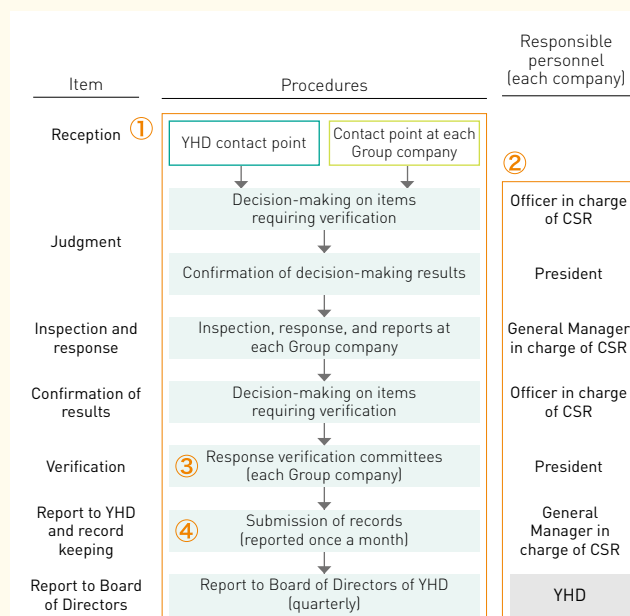 Item
Procedures
Responsible
personnel
(each company)
Reception
①
YHD contact point
Contact point at each
Group company
②
Judgment
Decision-making on items
requiring verification
Officer in charge
of CSR
Confirmation of decision-making results
President
Inspection and
response
Inspection, response, and reports at
each Group company
General Manager
in charge of CSR
Confirmation of
results
Decision-making on items
requiring verification
Officer in charge
of CSR
Verification
③
Response verification committees
(each Group company)
President
Report to YHD
and record
keeping
④
Submission of records
(reported once a month)
General
Manager in
charge of CSR
Report to Board
of Directors
Report to Board of Directors of YHD
(quarterly)
YHD